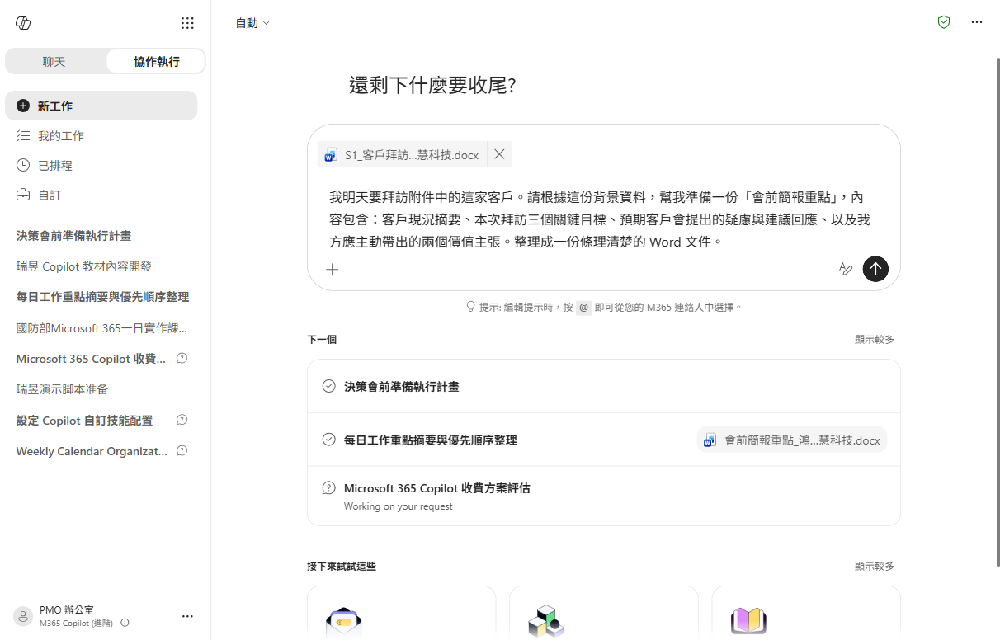 自動
聊天
協作執行
新工作
我的工作
已排程
自訂
決策會前準備執行計畫
瑞昱 Copilot 教材內容開發
每日工作重點摘要與優先順序整理
國防部Microsoft 365一日實作課...
Microsoft 365 Copilot 收費...
瑞昱演示脚本准备
設定 Copilot 自訂技能配置
Weekly Calendar Organizat...
PMO 辦公室
M365 Copilot (進階)
還剩下什麼要收尾?
S1_客戶拜訪...慧科技.docx
我明天要拜訪附件中的這家客戶。請根據這份背景資料，幫我準備一份「會前簡報重點」，內
容包含：客戶現況摘要、本次拜訪三個關鍵目標、預期客戶會提出的疑慮與建議回應、以及我
方應主動帶出的兩個價值主張。整理成一份條理清楚的 Word 文件。
提示: 編輯提示時，按 @ 即可從您的 M365 連絡人中選擇。
下一個
顯示較多
決策會前準備執行計畫
每日工作重點摘要與優先順序整理
會前簡報重點_鴻...慧科技.docx
Microsoft 365 Copilot 收費方案評估
Working on your request
接下來試試這些
顯示較多